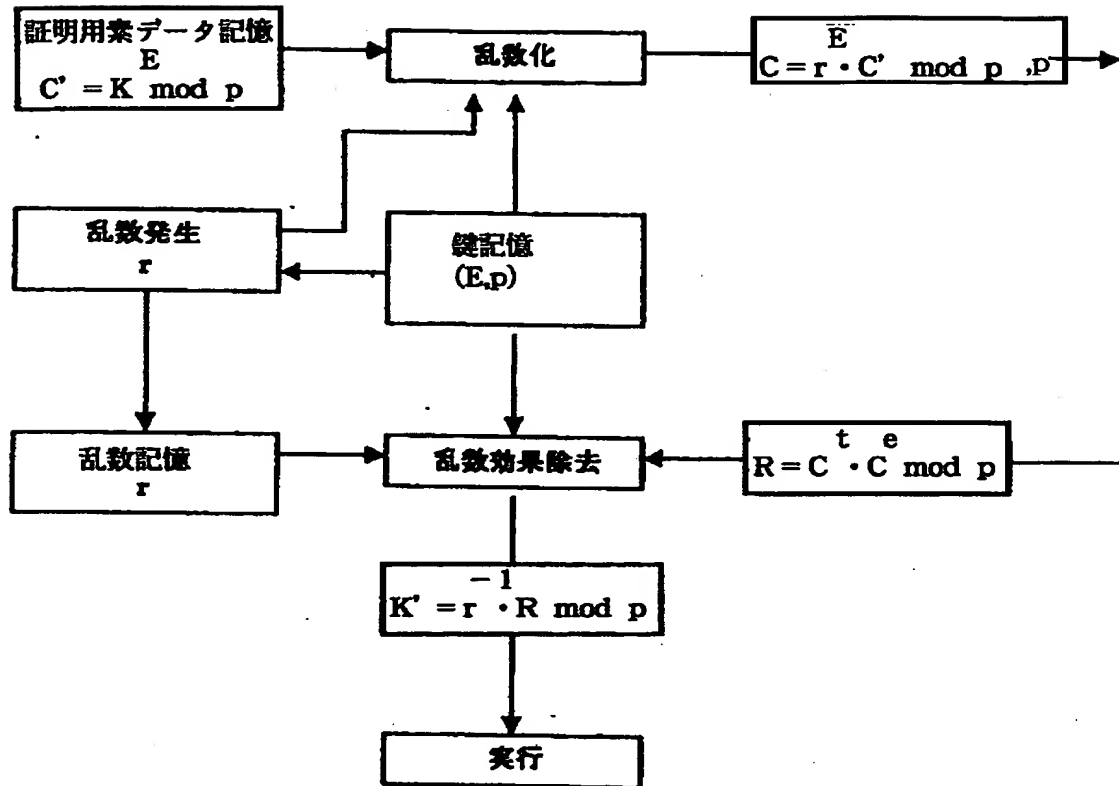 証明用素データ記憶
E
C' = K mod p
乱数化
E
C = r · C' mod p ,p
乱数発生
r
鍵記憶
(E,p)
乱数記憶
r
乱数効果除去
t e
R = C · C mod p
-1
K' = r · R mod p
実行